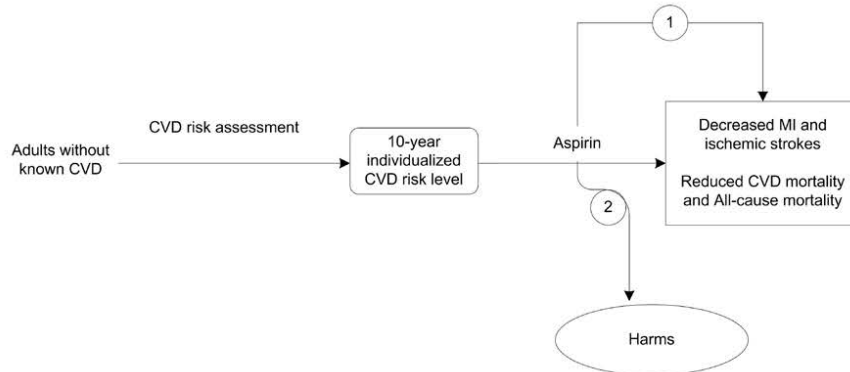 1
CVD risk assessment
Adults without
known CVD
10-year
individualized
CVD risk level
Aspirin
Decreased MI and
ischemic strokes
Reduced CVD mortality
and All-cause mortality
2
Harms